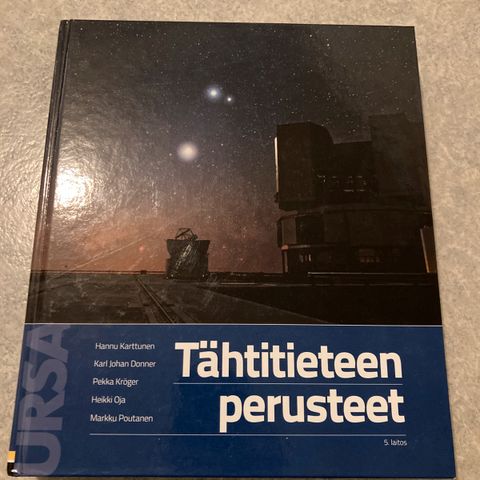 URSA
Hannu Karttunen
Karl Johan Donner
Pekka Kröger
Heikki Oja
Markku Poutanen
Tähtitieteen
perusteet
5. laitos